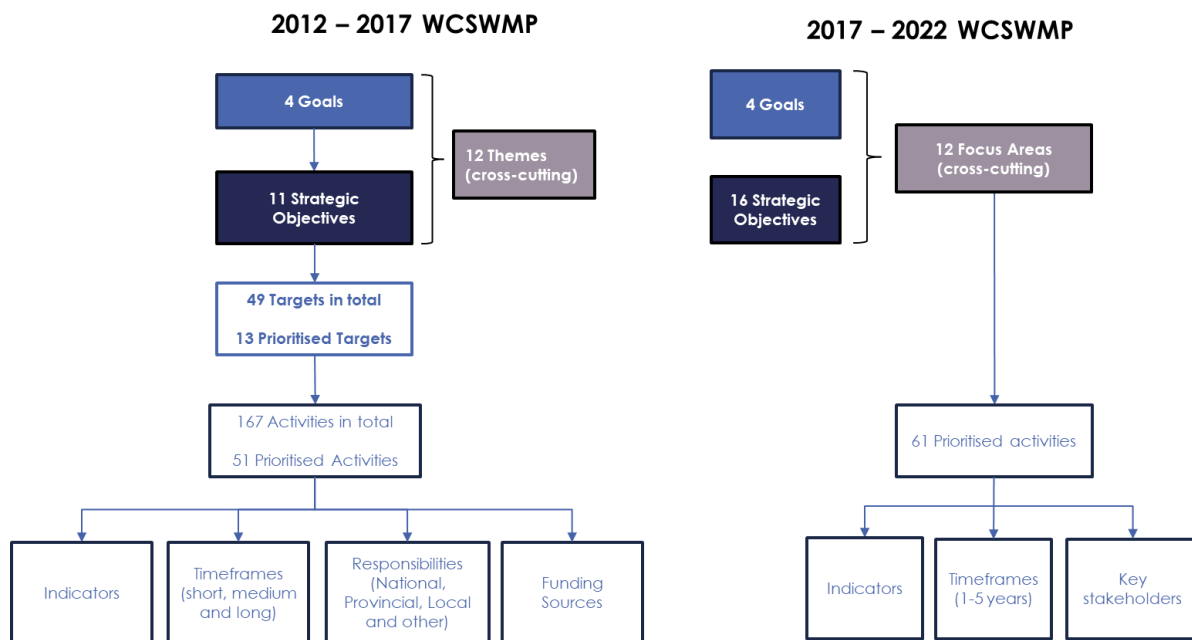 2012 – 2017 WCSWMP
4 Goals
11 Strategic
Objectives
12 Themes
(cross-cutting)
49 Targets in total
13 Prioritised Targets
167 Activities in total
51 Prioritised Activities
Indicators
Timeframes
(short, medium
and long)
Responsibilities
(National,
Provincial, Local
and other)
Funding
Sources
2017 – 2022 WCSWMP
4 Goals
16 Strategic
Objectives
12 Focus Areas
(cross-cutting)
61 Prioritised activities
Indicators
Timeframes
(1-5 years)
Key
stakeholders